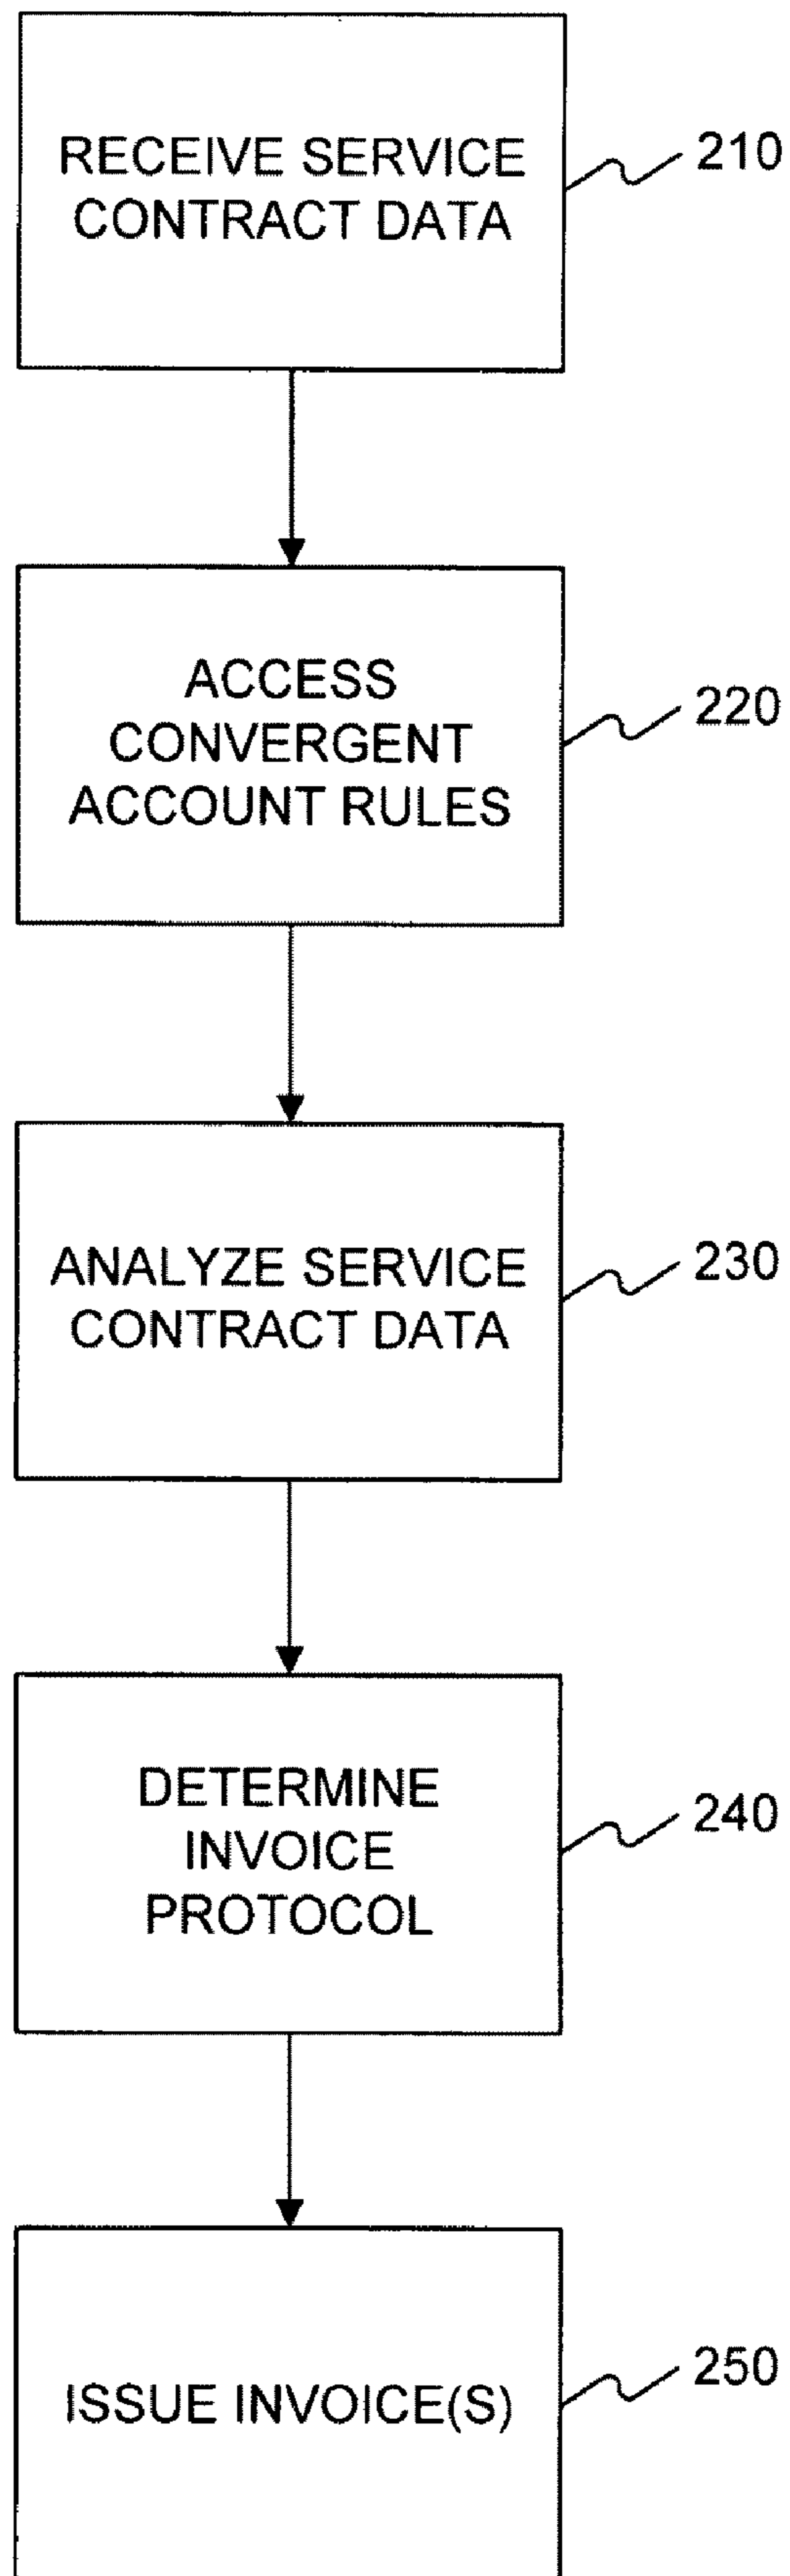 RECEIVE SERVICE
CONTRACT DATA
210
ACCESS
CONVERGENT
ACCOUNT RULES
220
ANALYZE SERVICE
CONTRACT DATA
230
DETERMINE
INVOICE
PROTOCOL
240
ISSUE INVOICE(S)
250